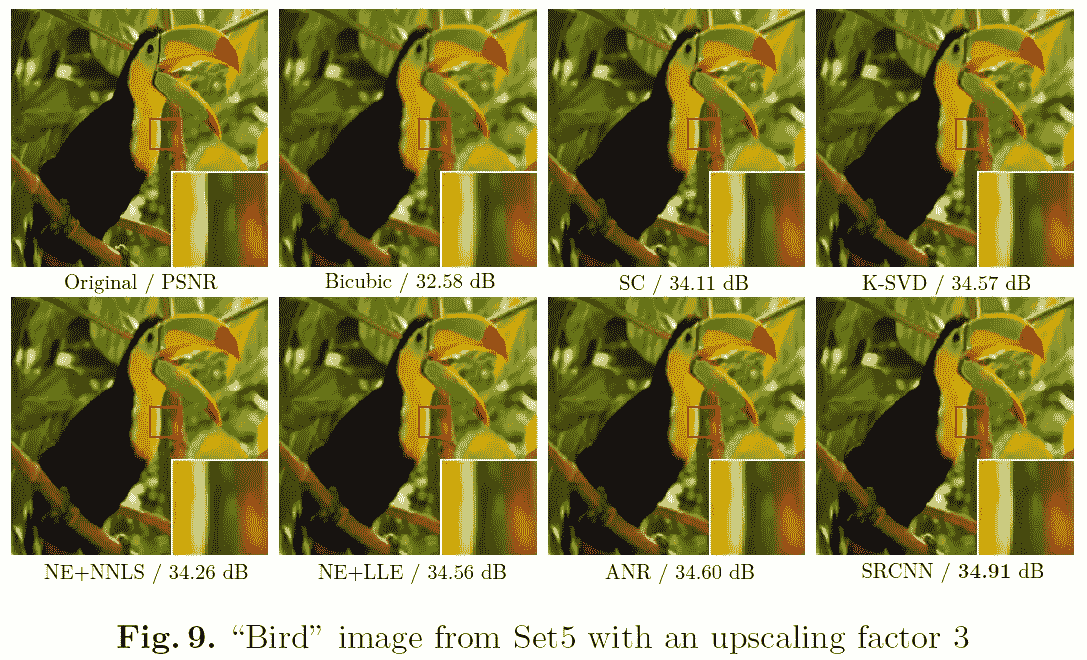 Original / PSNR
Bicubic / 32.58 dB
SC / 34.11 dB
K-SVD / 34.57 dB
NE+NNLS / 34.26 dB
NE+LLE / 34.56 dB
ANR / 34.60 dB
SRCNN / 34.91 dB
Fig. 9. “Bird” image from Set5 with an upscaling factor 3